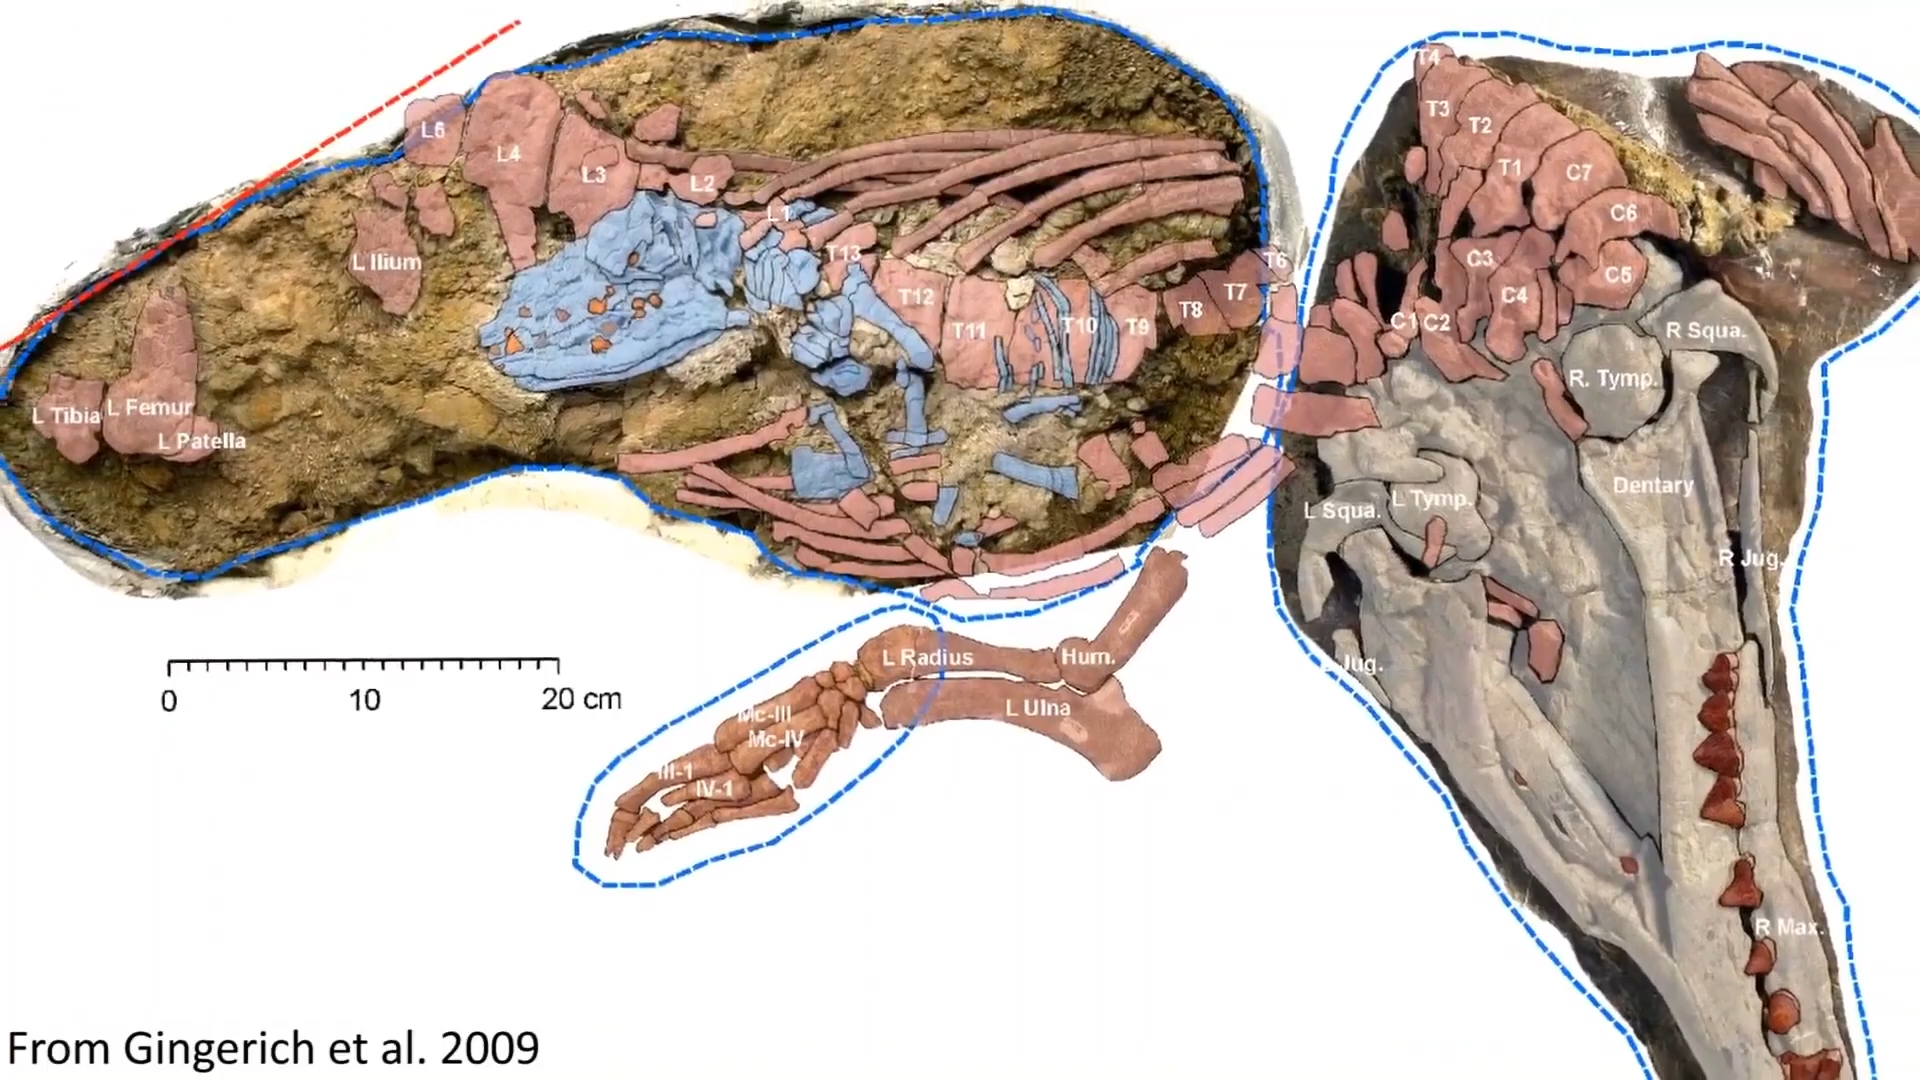 T4
T3
T2
T1
C7
C6
C5
C3
C4
C1 C2
L6
L4
L3
L2
L1
T13
T12
T11
T10
T9
T8
T7
T6
L Ilium
L Tibia
L Femur
L Patella
R Squa.
R. Tymp.
Dentary
L Squa.
L Tymp.
R Jug.
L Jug.
R Max.
L Radius
Hum.
L Ulna
Mc-III
Mc-IV
III-1
IV-1
0 10 20 cm
From Gingerich et al. 2009